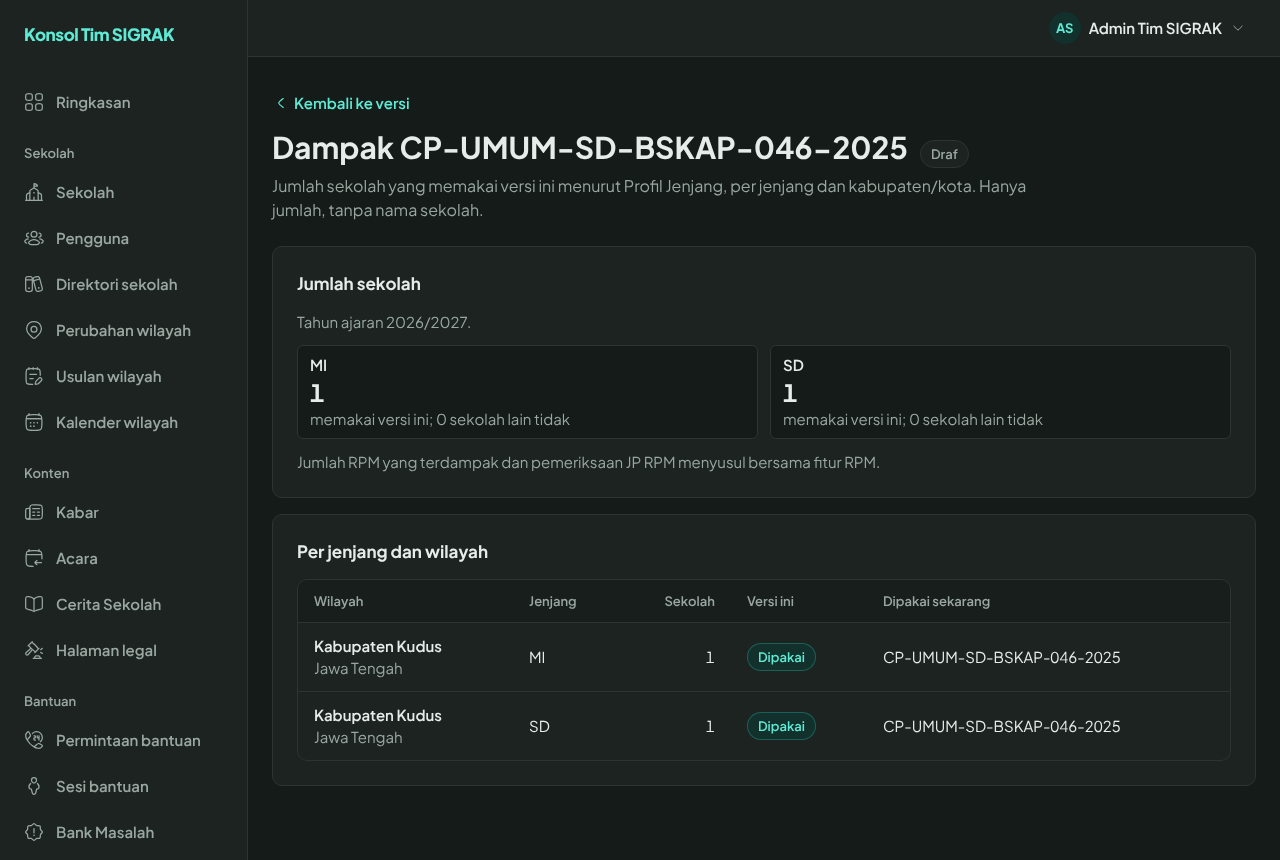 Konsol Tim SIGRAK
AS Admin Tim SIGRAK
Ringkasan
Sekolah
Sekolah
Pengguna
Direktori sekolah
Perubahan wilayah
Usulan wilayah
Kalender wilayah
Konten
Kabar
Acara
Cerita Sekolah
Halaman legal
Bantuan
Permintaan bantuan
Sesi bantuan
Bank Masalah
Kembali ke versi
Dampak CP-UMUM-SD-BSKAP-046-2025 Draf
Jumlah sekolah yang memakai versi ini menurut Profil Jenjang, per jenjang dan kabupaten/kota. Hanya
jumlah, tanpa nama sekolah.
Jumlah sekolah
Tahun ajaran 2026/2027.
MI
1
memakai versi ini; 0 sekolah lain tidak
SD
1
memakai versi ini; 0 sekolah lain tidak
Jumlah RPM yang terdampak dan pemeriksaan JP RPM menyusul bersama fitur RPM.
Per jenjang dan wilayah
Wilayah Jenjang Sekolah Versi ini Dipakai sekarang
Kabupaten Kudus
Jawa Tengah
MI 1 Dipakai CP-UMUM-SD-BSKAP-046-2025
Kabupaten Kudus
Jawa Tengah
SD 1 Dipakai CP-UMUM-SD-BSKAP-046-2025